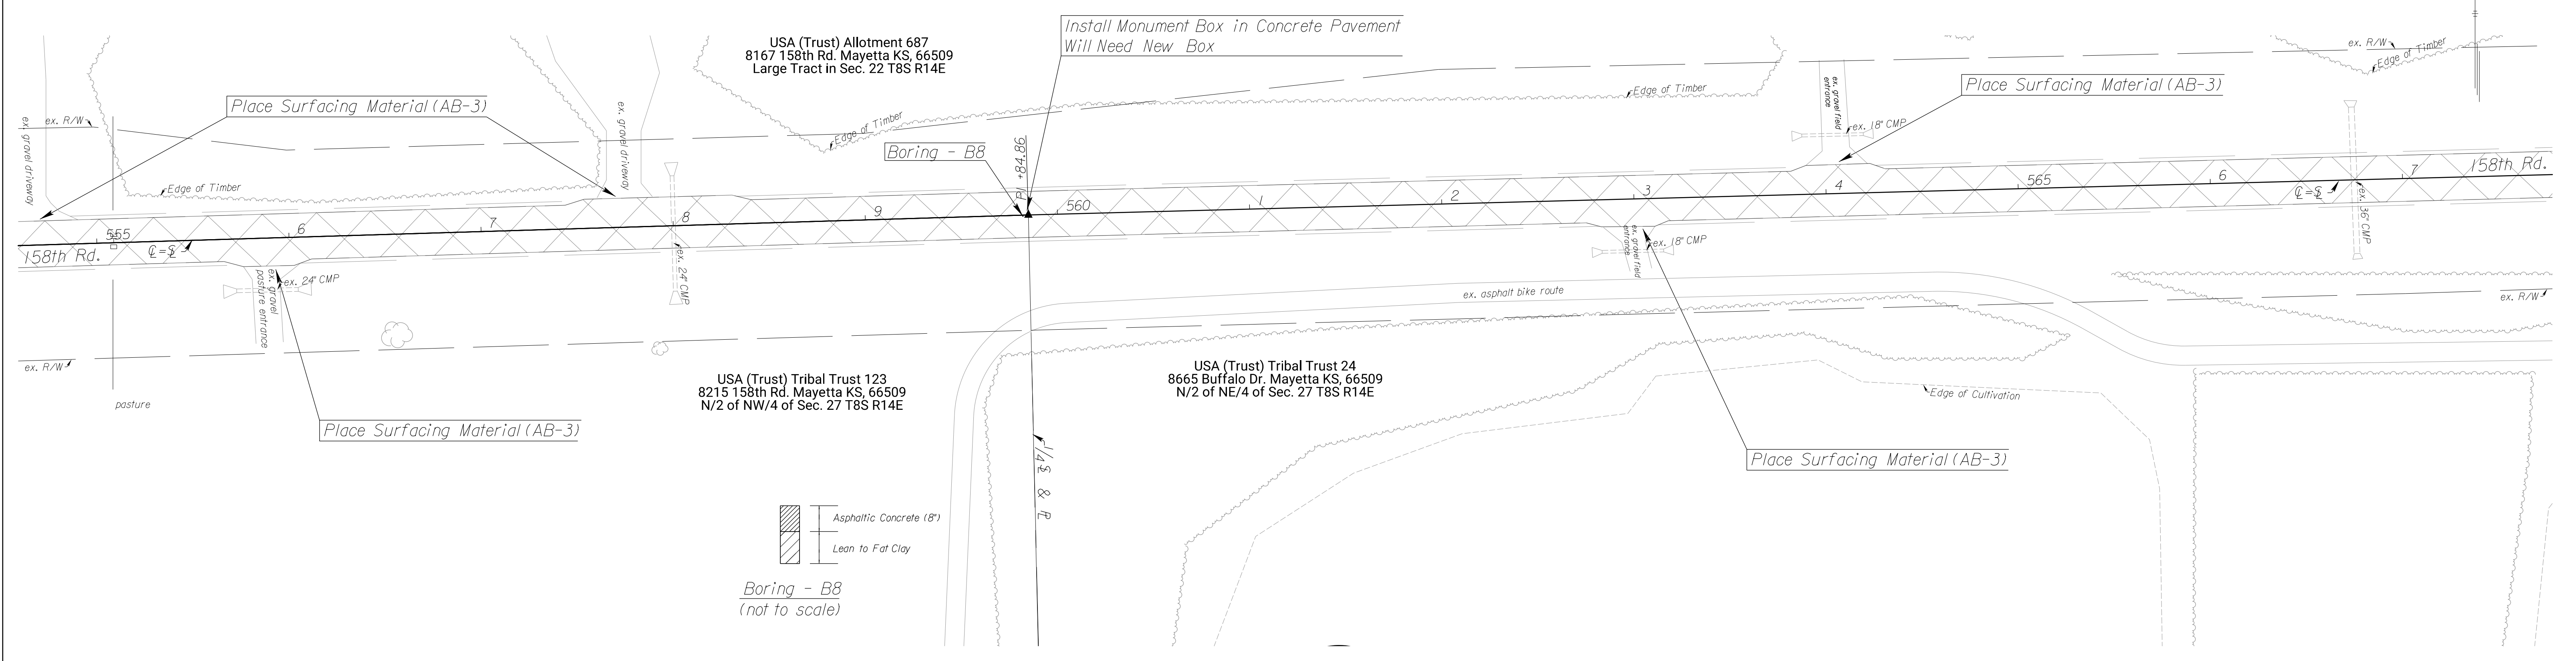 Install Monument Box in Concrete Pavement
Will Need New Box
USA (Trust) Allotment 687
8167 158th Rd. Mayetta KS, 66509
Large Tract in Sec. 22 T8S R14E
ex. R/W
Edge of Timber
Place Surfacing Material (AB-3)
Place Surfacing Material (AB-3)
ex. gravel field
entrance
Edge of Timber
ex. R/W
ex. gravel driveway
ex. gravel driveway
Edge of Timber
ex. 18" CMP
PI +84.86
Boring - B8
Edge of Timber
158th Rd.
555
6
7
8
9
560
1
2
3
4
565
6
7
℄=⅊
℄=⅊
158th Rd.
ex. 36" CMP
ex. gravel field
entrance
ex. 18" CMP
ex. gravel
pasture entrance
ex. 24" CMP
ex. 24" CMP
ex. asphalt bike route
ex. R/W
ex. R/W
USA (Trust) Tribal Trust 123
8215 158th Rd. Mayetta KS, 66509
N/2 of NW/4 of Sec. 27 T8S R14E
USA (Trust) Tribal Trust 24
8665 Buffalo Dr. Mayetta KS, 66509
N/2 of NE/4 of Sec. 27 T8S R14E
Edge of Cultivation
pasture
Place Surfacing Material (AB-3)
Place Surfacing Material (AB-3)
1/4 & 
Asphaltic Concrete (8")
Lean to Fat Clay
Boring - B8
(not to scale)